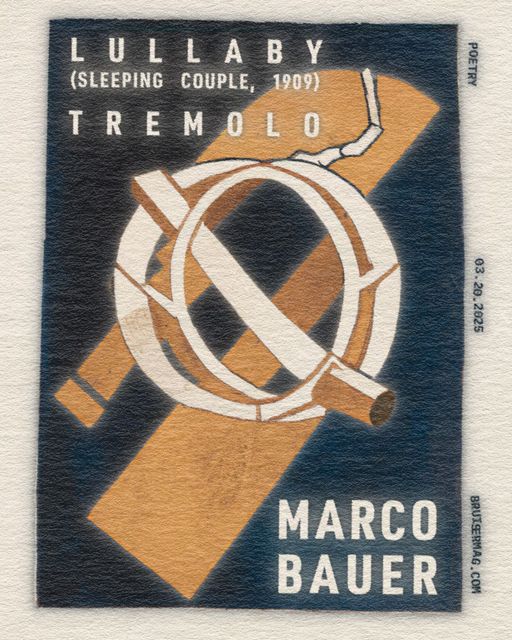 LULLABY
(SLEEPING COUPLE, 1909)
TREMOLO
MARCO
BAUER
POETRY
03.20.2025
BRUISERMAG.COM